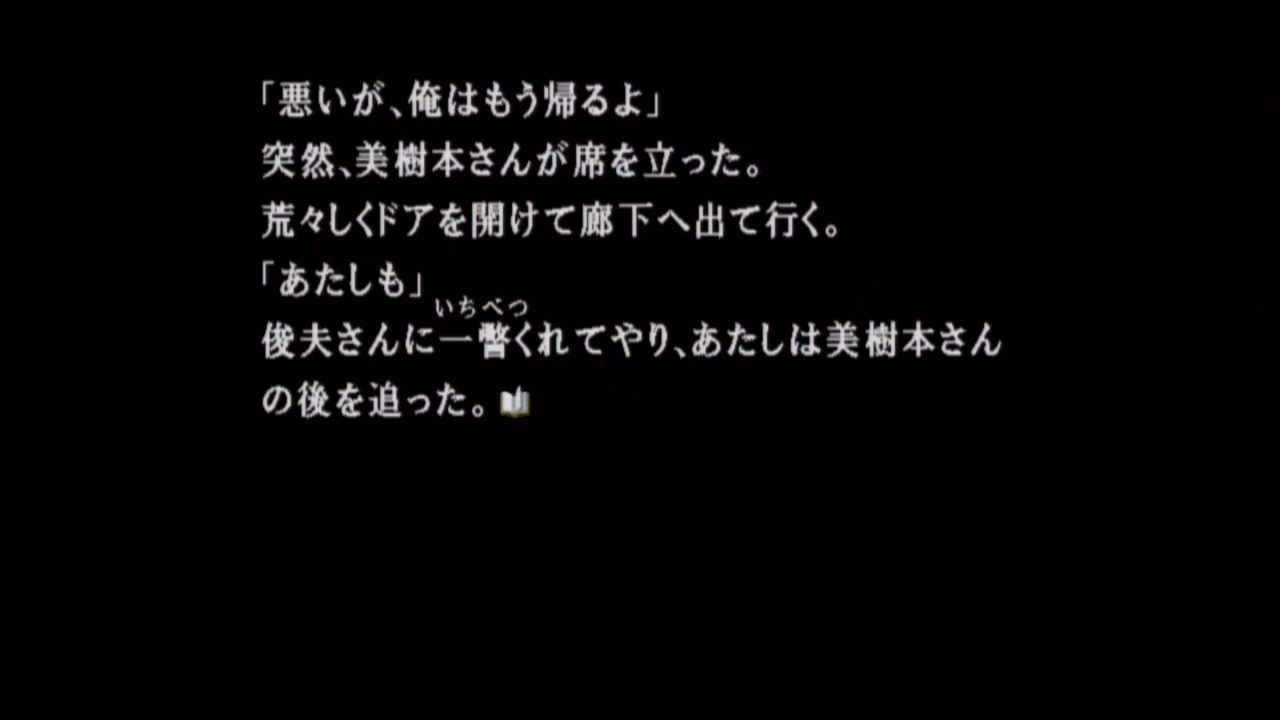 「悪いが、俺はもう帰るよ」
突然、美樹本さんが席を立った。
荒々しくドアを開けて廊下へ出て行く。
「あたしも」
いちべつ
俊夫さんに一瞥くれてやり、あたしは美樹本さん
の後を追った。